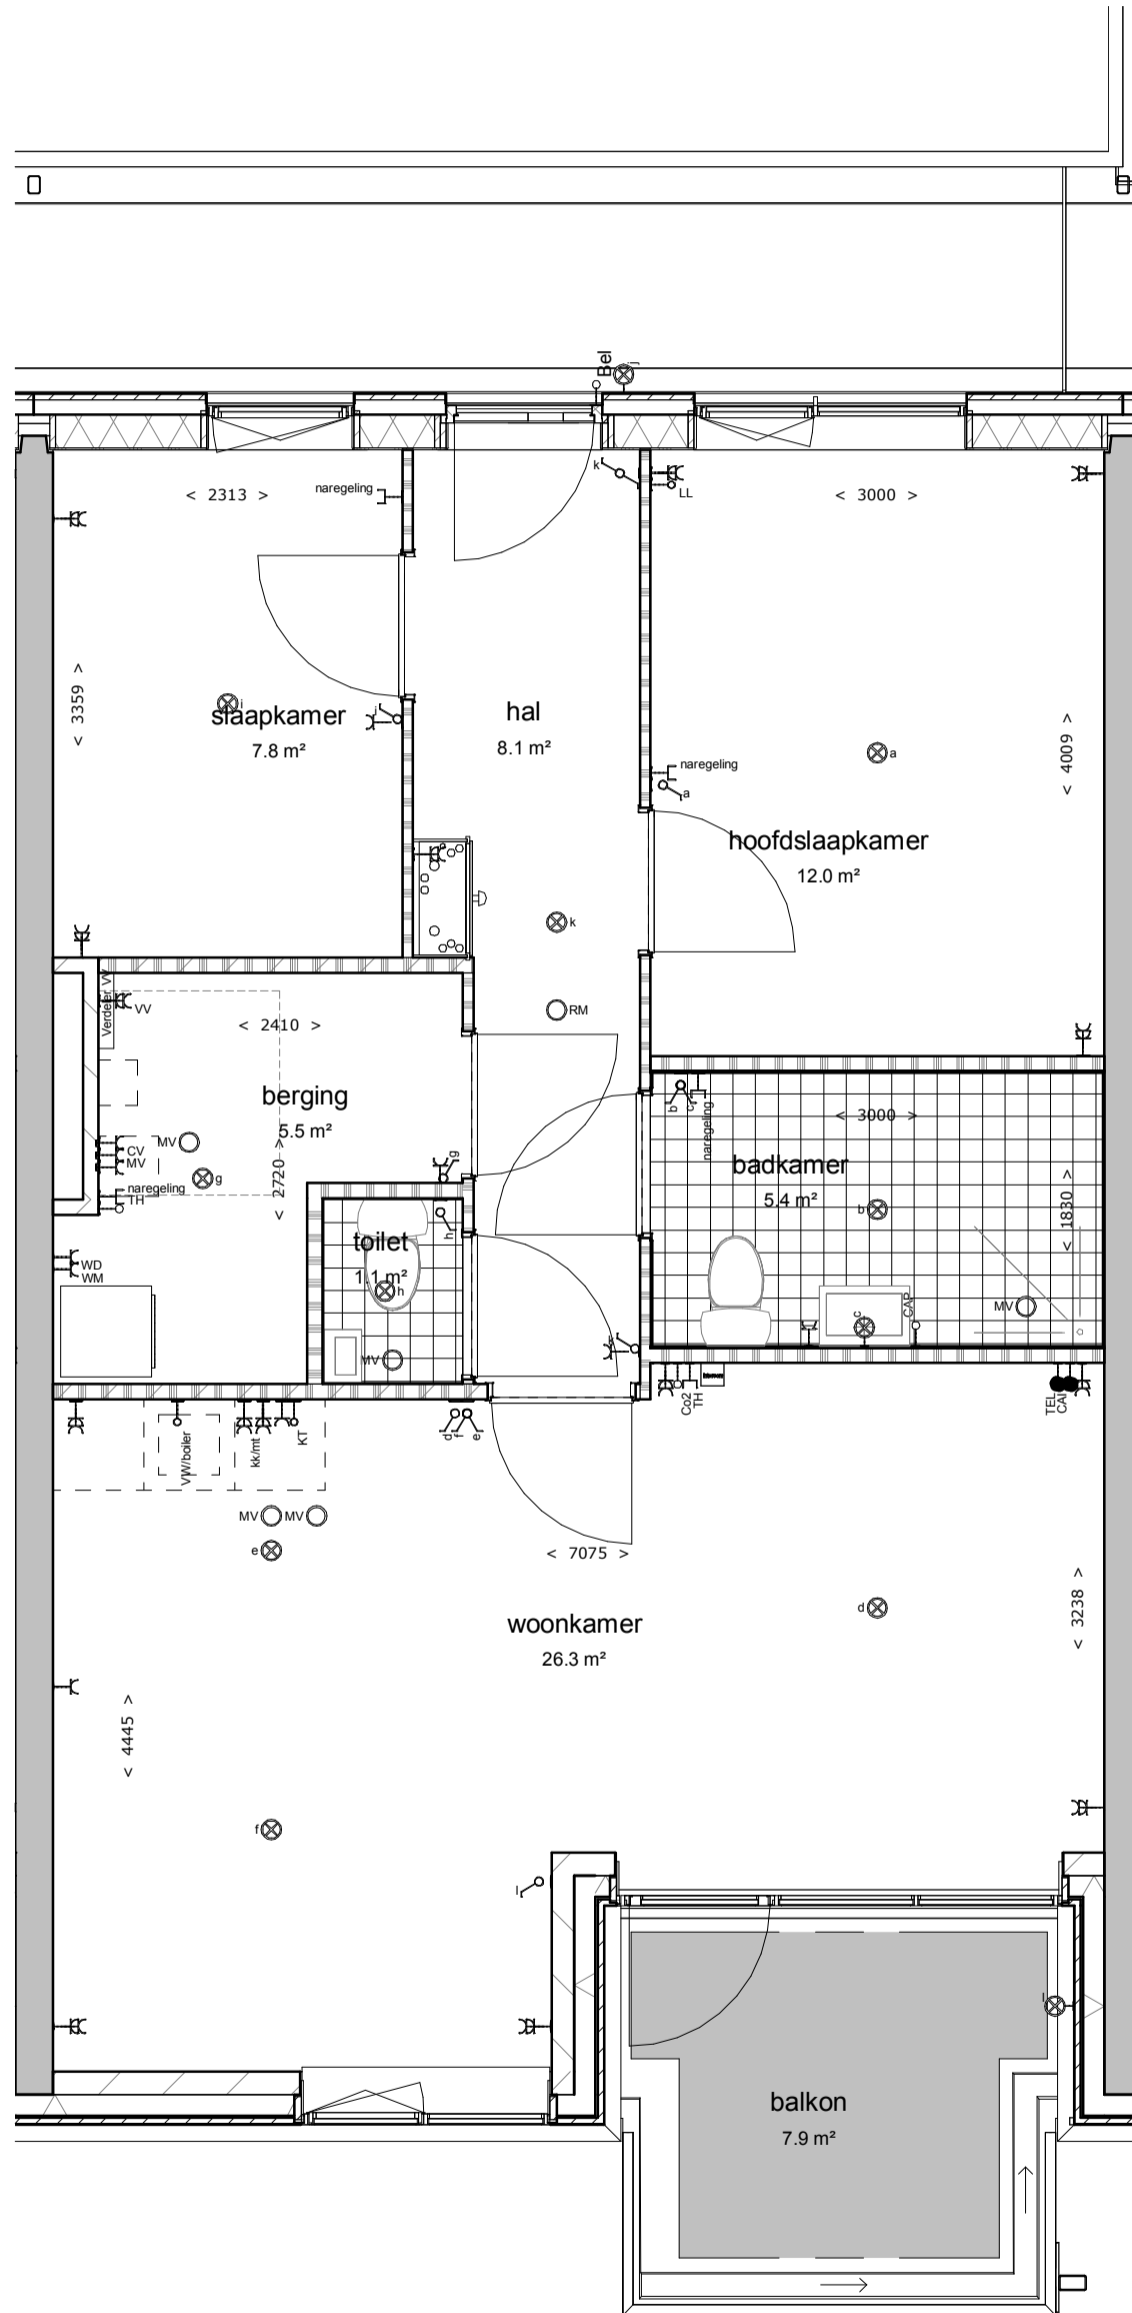 Bel
j
k
LL
< 2313 >
naregeling
< 3000 >
< 3359 >
i
slaapkamer
7.8 m²
i
hal
8.1 m²
a
< 4009 >
naregeling
a
hoofdslaapkamer
12.0 m²
k
RM
Verdeler VV
VV
< 2410 >
berging
5.5 m²
MV
CV
MV
g
naregeling
TH
< 2720 >
g
WD
WM
toilet
1.1 m²
h
h
MV
k
b
c
naregeling
< 3000 >
badkamer
5.4 m²
b
< 1830 >
c
CAP
MV
Co2
TH
TEL
CAI
VW/boiler
kk/mt
KT
d
f
e
MV
MV
e
< 7075 >
d
woonkamer
26.3 m²
< 3238 >
< 4445 >
f
l
l
balkon
7.9 m²